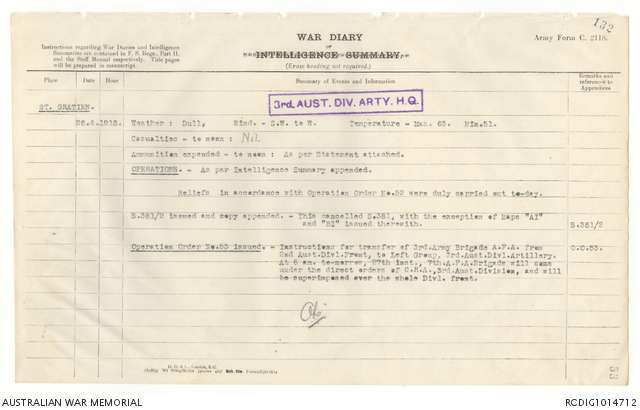 132
WAR DIARY
OF
INTELLIGENCE SUMMARY.
(Erase heading not required.)
Army Form C. 2118.
Instructions regarding War Diaries and Intelligence
Summaries are contained in F. S. Regs., Part II.
and the Staff Manual respectively. Title pages
will be prepared in manuscript.
Place Date Hour Summary of Events and Information Remarks and references to Appendices
3rd. AUST. DIV. ARTY. H.Q.
ST. GRATIEN.
26.4.1918. Weather : Dull, Wind. - S.W. to W. Temperature - Max. 63. Min.51.
Casualties - to noon : Nil
Ammunition expended - to noon : As per Statement attached.
OPERATIONS. - As per Intelligence Summary appended.
Reliefs in accordance with Operation Order No.52 were duly carried out to-day.
S.381/2 issued and copy appended. - This cancelled S.381, with the exception of Maps "A1"
and "B1" issued therewith. S.381/2
Operation Order No.53 issued. - Instructions for transfer of 3rd.Army Brigade A.F.A. from
2nd Aust.Divl.Front, to Left Group, 3rd.Aust.Divl.Artillery. O.O.53.
At 6 am. to-morrow, 27th inst., 7th.A.F.A.Brigade will come
under the direct orders of C.R.A.,3rd.Aust.Division, and will
be superimposed over the whole Divl. front.
AUSTRALIAN WAR MEMORIAL
RCDIG1014712